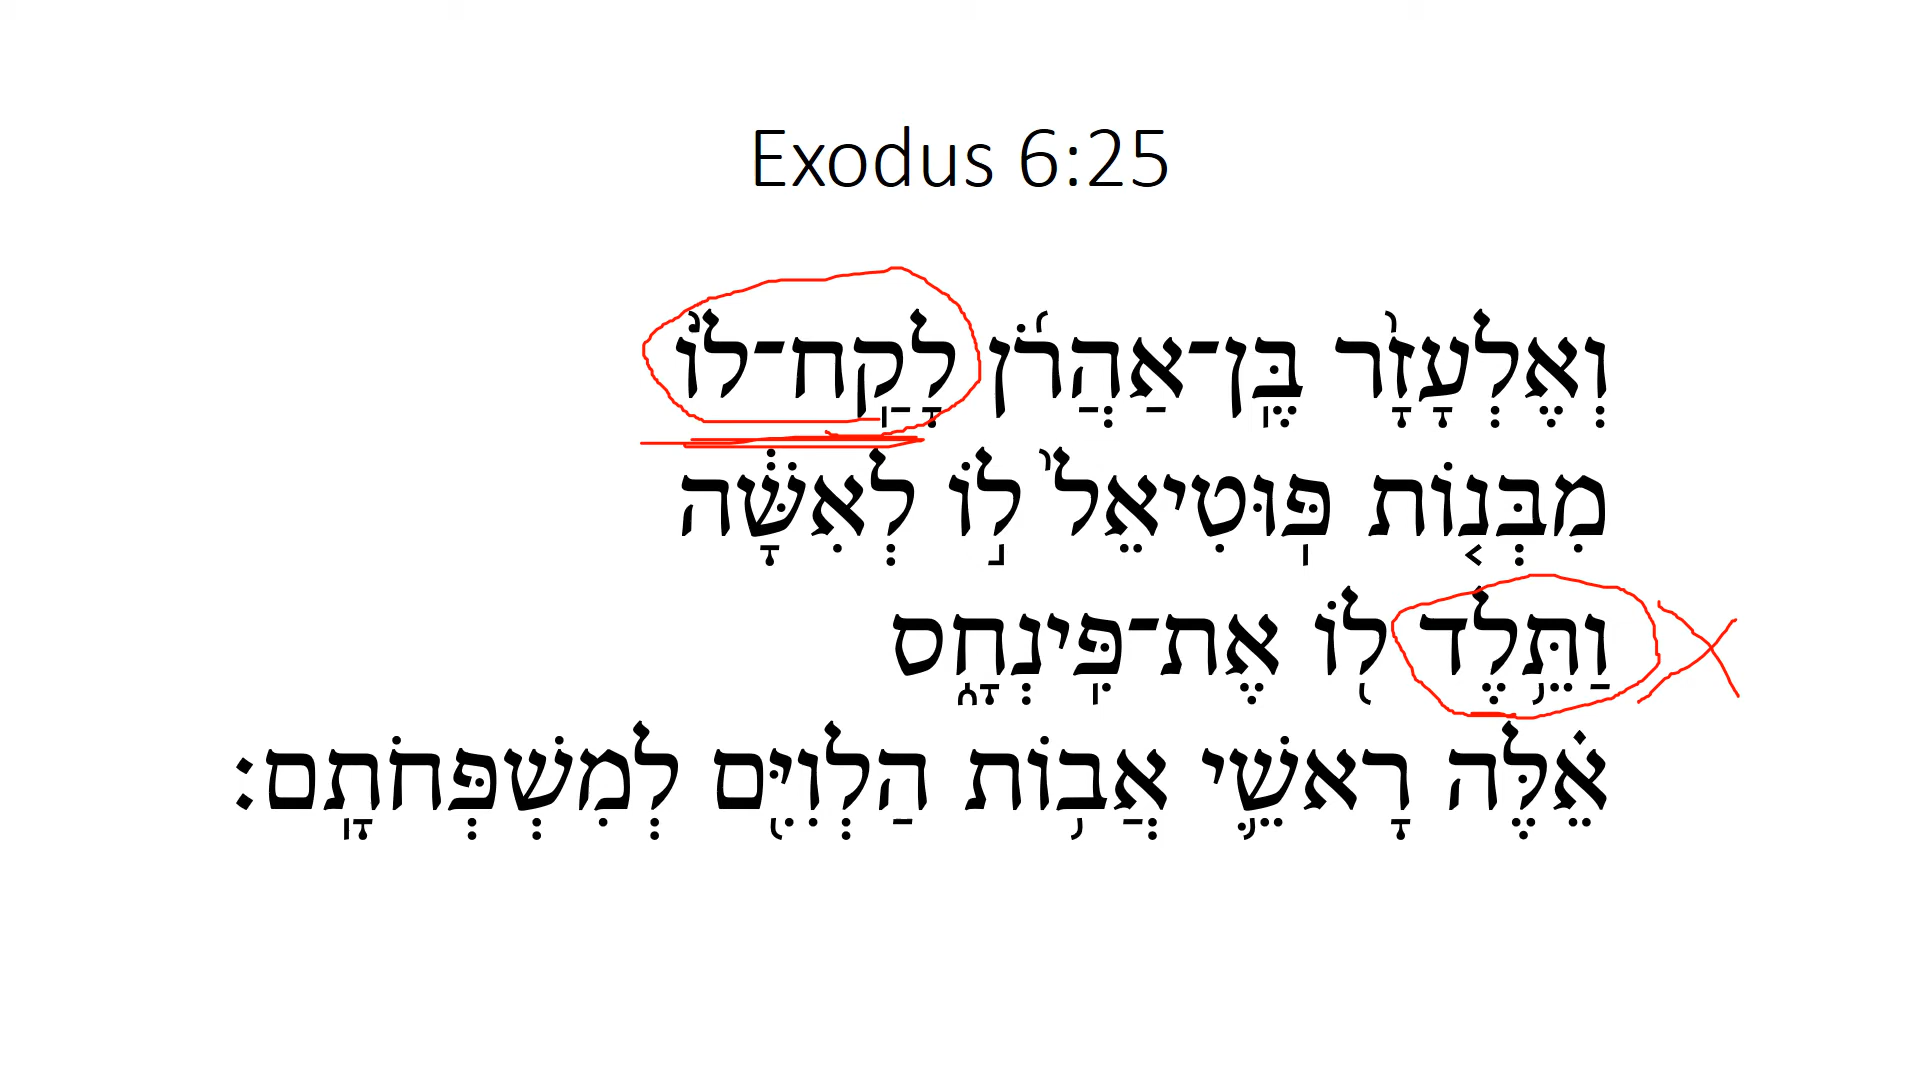 Exodus 6:25
וְאֶלְעָזָ֨ר בֶּֽן־אַהֲרֹ֜ן לָקַֽח־ל֨וֹ
מִבְּנ֤וֹת פּֽוּטִיאֵל֙ ל֣וֹ לְאִשָּׁ֔ה
וַתֵּ֥לֶד ל֖וֹ אֶת־פִּֽינְחָ֑ס
אֵ֗לֶּה רָאשֵׁ֛י אֲב֥וֹת הַלְוִיִּ֖ם לְמִשְׁפְּחֹתָֽם׃